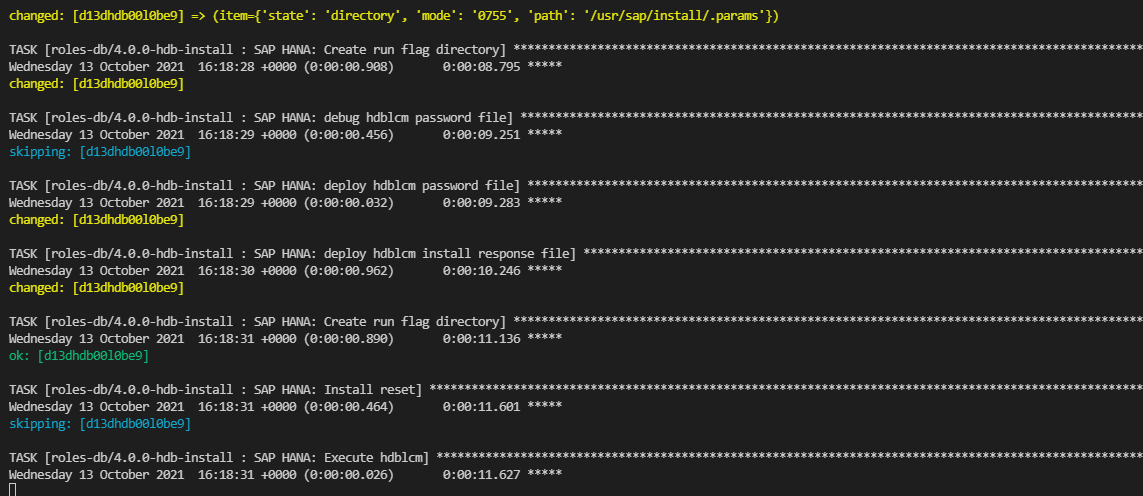 changed: [d13dhdb00l0be9] => (item={'state': 'directory', 'mode': '0755', 'path': '/usr/sap/install/.params'})
TASK [roles-db/4.0.0-hdb-install : SAP HANA: Create run flag directory] ******************************************************************************************
Wednesday 13 October 2021  16:18:28 +0000 (0:00:00.908)       0:00:08.795 *****
changed: [d13dhdb00l0be9]
TASK [roles-db/4.0.0-hdb-install : SAP HANA: debug hdblcm password file] *****************************************************************************************
Wednesday 13 October 2021  16:18:29 +0000 (0:00:00.456)       0:00:09.251 *****
skipping: [d13dhdb00l0be9]
TASK [roles-db/4.0.0-hdb-install : SAP HANA: deploy hdblcm password file] ****************************************************************************************
Wednesday 13 October 2021  16:18:29 +0000 (0:00:00.032)       0:00:09.283 *****
changed: [d13dhdb00l0be9]
TASK [roles-db/4.0.0-hdb-install : SAP HANA: deploy hdblcm install response file] ********************************************************************************
Wednesday 13 October 2021  16:18:30 +0000 (0:00:00.962)       0:00:10.246 *****
changed: [d13dhdb00l0be9]
TASK [roles-db/4.0.0-hdb-install : SAP HANA: Create run flag directory] ******************************************************************************************
Wednesday 13 October 2021  16:18:31 +0000 (0:00:00.890)       0:00:11.136 *****
ok: [d13dhdb00l0be9]
TASK [roles-db/4.0.0-hdb-install : SAP HANA: Install reset] ******************************************************************************************************
Wednesday 13 October 2021  16:18:31 +0000 (0:00:00.464)       0:00:11.601 *****
skipping: [d13dhdb00l0be9]
TASK [roles-db/4.0.0-hdb-install : SAP HANA: Execute hdblcm] *****************************************************************************************************
Wednesday 13 October 2021  16:18:31 +0000 (0:00:00.026)       0:00:11.627 *****